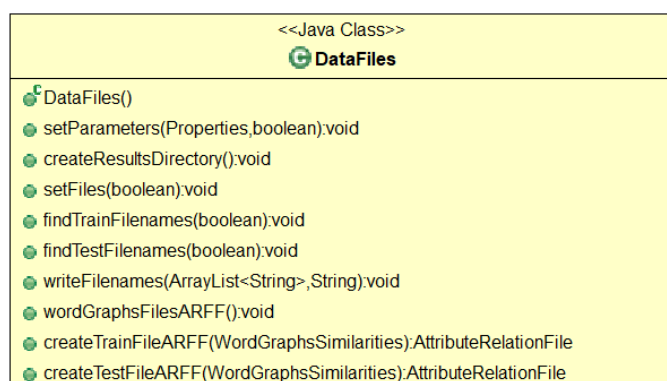 <<Java Class>>
C DataFiles
C DataFiles()
setParameters(Properties,boolean):void
createResultsDirectory():void
setFiles(boolean):void
findTrainFilenames(boolean):void
findTestFilenames(boolean):void
writeFilenames(ArrayList<String>,String):void
wordGraphsFilesARFF():void
createTrainFileARFF(WordGraphsSimilarities):AttributeRelationFile
createTestFileARFF(WordGraphsSimilarities):AttributeRelationFile